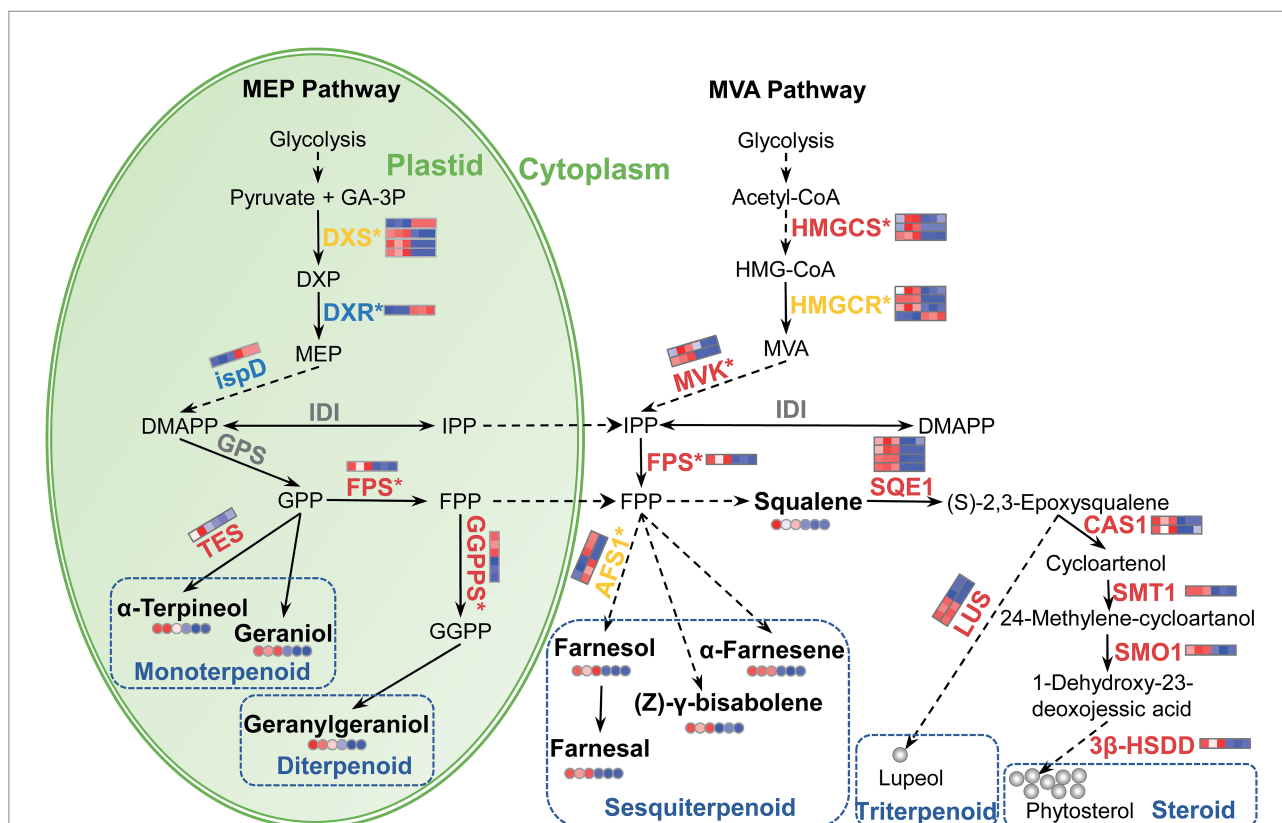 MEP Pathway
MVA Pathway
Glycolysis
Glycolysis
Plastid
Cytoplasm
Pyruvate + GA-3P
Acetyl-CoA
DXS*
HMGCS*
DXP
HMG-CoA
DXR*
HMGCR*
MEP
MVA
ispD
MVK*
DMAPP
IDI
IPP
IPP
IDI
DMAPP
GPS
FPS*
FPS*
SQE1
GPP
FPP
FPP
Squalene
(S)-2,3-Epoxysqualene
TES
GGPPS*
AFS1*
CAS1
Cycloartenol
α-Terpineol
SMT1
LUS
24-Methylene-cycloartanol
Geraniol
GGPP
Farnesol
α-Farnesene
SMO1
Monoterpenoid
1-Dehydroxy-23-
deoxojessic acid
(Z)-γ-bisabolene
Geranylgeraniol
Farnesal
3β-HSDD
Diterpenoid
Lupeol
Sesquiterpenoid
Triterpenoid
Phytosterol
Steroid